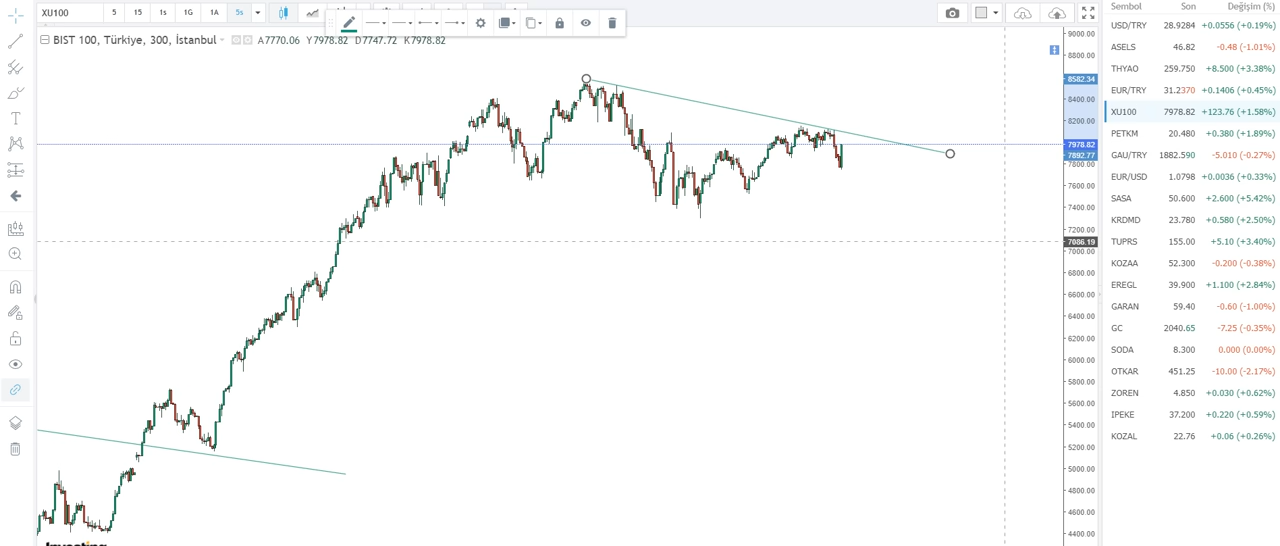 XU100 5 15 1s 1G 1A 5s
BIST 100, Türkiye, 300, İstanbul A7770.06 Y7978.82 D7747.72 K7978.82
9000.00
8800.00
8582.34
8400.00
8200.00
7978.82
7892.77
7800.00
7600.00
7400.00
7200.00
7086.19
7000.00
6800.00
6600.00
6400.00
6200.00
6000.00
5800.00
5600.00
5400.00
5200.00
5000.00
4800.00
4600.00
4400.00
Investing
Sembol Son Değişim (%)
USD/TRY 28.9284 +0.0556 (+0.19%)
ASELS 46.82 -0.48 (-1.01%)
THYAO 259.750 +8.500 (+3.38%)
EUR/TRY 31.2370 +0.1406 (+0.45%)
XU100 7978.82 +123.76 (+1.58%)
PETKM 20.480 +0.380 (+1.89%)
GAU/TRY 1882.590 -5.010 (-0.27%)
EUR/USD 1.0798 +0.0036 (+0.33%)
SASA 50.600 +2.600 (+5.42%)
KRDMD 23.780 +0.580 (+2.50%)
TUPRS 155.00 +5.10 (+3.40%)
KOZAA 52.300 -0.200 (-0.38%)
EREGL 39.900 +1.100 (+2.84%)
GARAN 59.40 -0.60 (-1.00%)
GC 2040.65 -7.25 (-0.35%)
SODA 8.300 0.000 (0.00%)
OTKAR 451.25 -10.00 (-2.17%)
ZOREN 4.850 +0.030 (+0.62%)
IPEKE 37.200 +0.220 (+0.59%)
KOZAL 22.76 +0.06 (+0.26%)